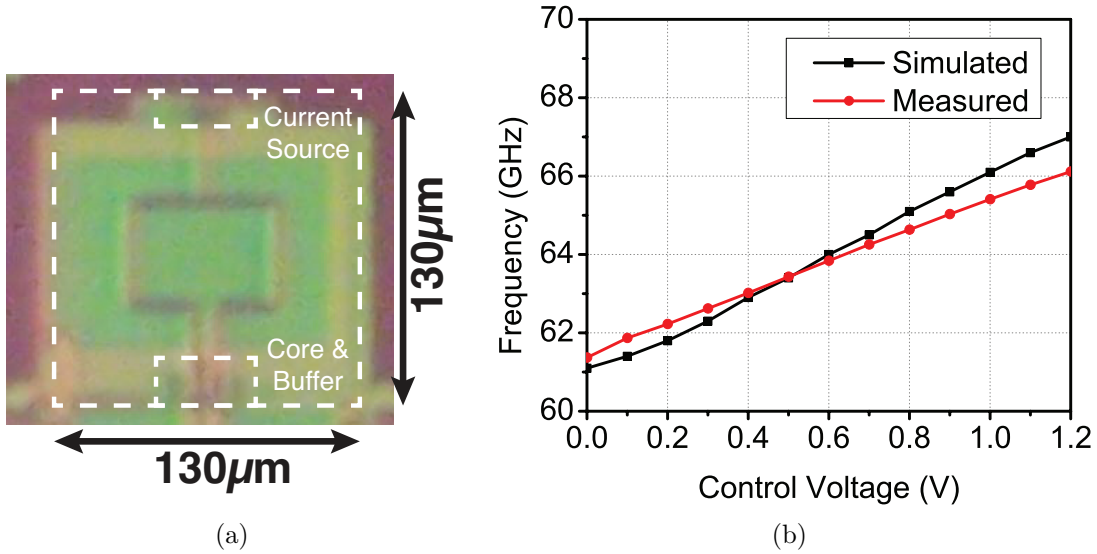 Current
Source
Core &
Buffer
130µm
130µm
(a)
70
68
66
64
62
60
Frequency (GHz)
Simulated
Measured
0.0 0.2 0.4 0.6 0.8 1.0 1.2
Control Voltage (V)
(b)